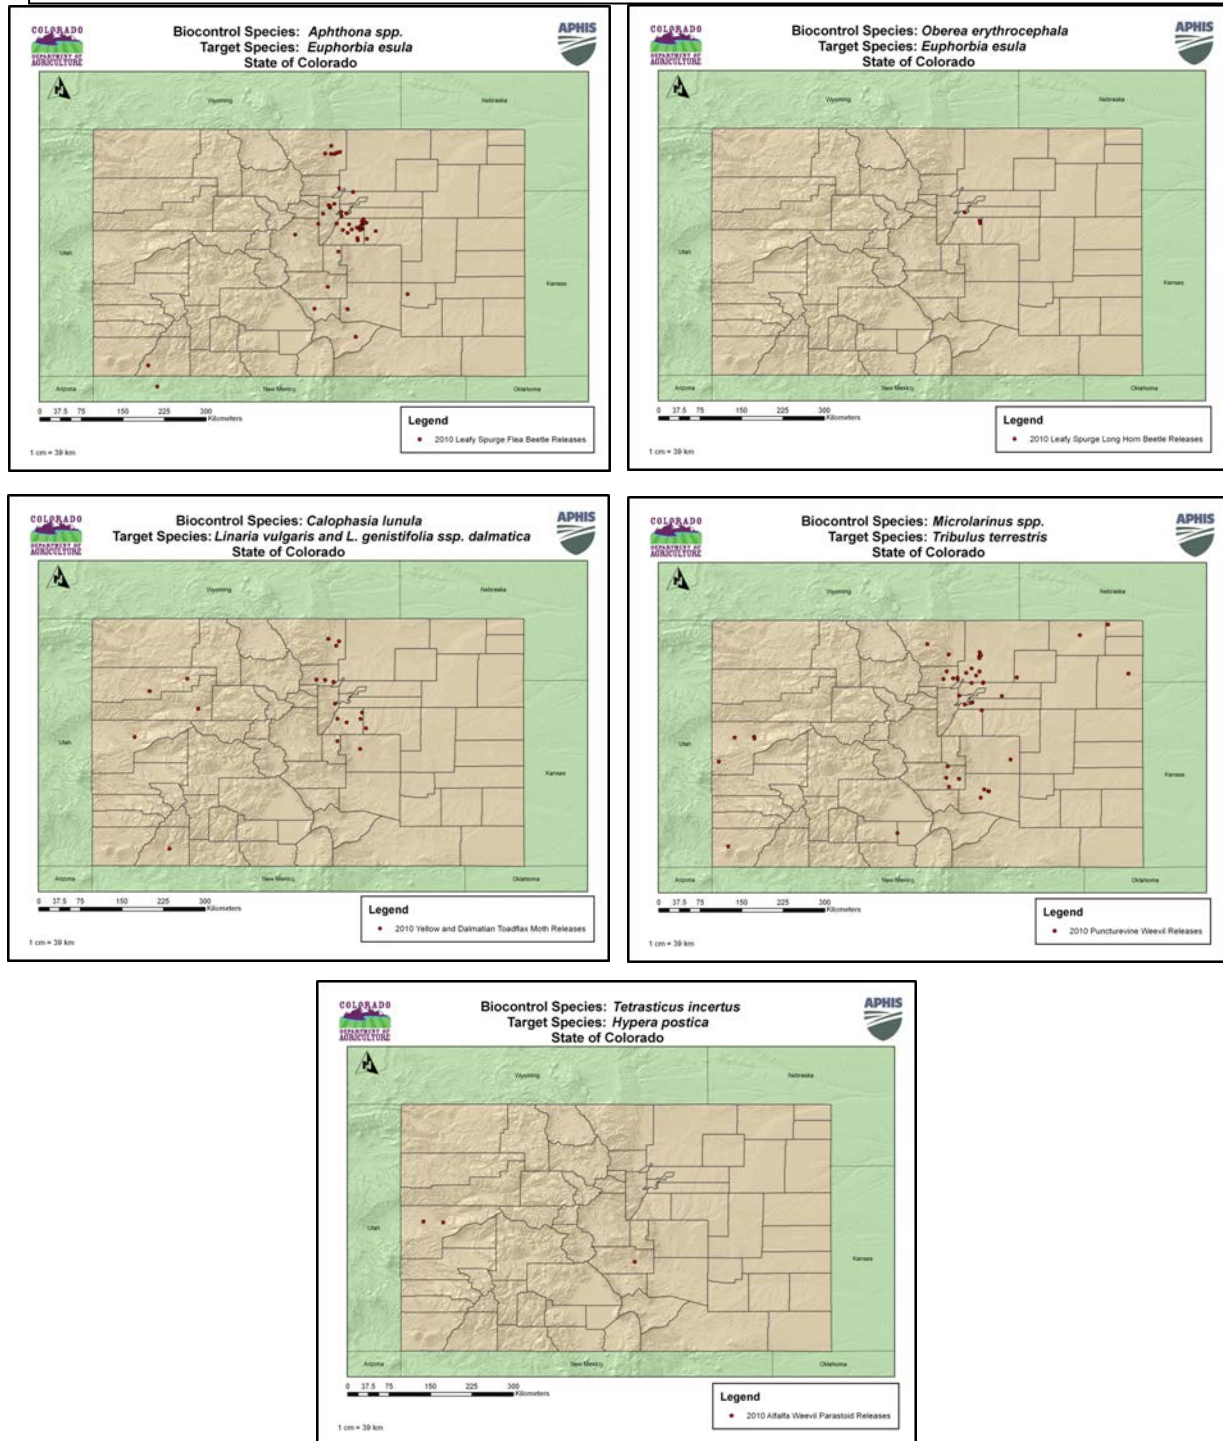 COLORADO
DEPARTMENT OF
AGRICULTURE
Biocontrol Species: Aphthona spp.
Target Species: Euphorbia esula
State of Colorado
APHIS
Wyoming
Nebraska
Utah
Kansas
Arizona
New Mexico
Oklahoma
0 37.5 75 150 225 300
Kilometers
1 cm = 39 km
Legend
2010 Leafy Spurge Flea Beetle Releases
COLORADO
DEPARTMENT OF
AGRICULTURE
Biocontrol Species: Oberea erythrocephala
Target Species: Euphorbia esula
State of Colorado
APHIS
Wyoming
Nebraska
Utah
Kansas
Arizona
New Mexico
Oklahoma
0 37.5 75 150 225 300
Kilometers
1 cm = 39 km
Legend
2010 Leafy Spurge Long Horn Beetle Releases
COLORADO
DEPARTMENT OF
AGRICULTURE
Biocontrol Species: Calophasia lunula
Target Species: Linaria vulgaris and L. genistifolia ssp. dalmatica
State of Colorado
APHIS
Wyoming
Nebraska
Utah
Kansas
Arizona
New Mexico
Oklahoma
0 37.5 75 150 225 300
Kilometers
1 cm = 39 km
Legend
2010 Yellow and Dalmatian Toadflax Moth Releases
COLORADO
DEPARTMENT OF
AGRICULTURE
Biocontrol Species: Microlarinus spp.
Target Species: Tribulus terrestris
State of Colorado
APHIS
Wyoming
Nebraska
Utah
Kansas
Arizona
New Mexico
Oklahoma
0 37.5 75 150 225 300
Kilometers
1 cm = 39 km
Legend
2010 Puncturevine Weevil Releases
COLORADO
DEPARTMENT OF
AGRICULTURE
Biocontrol Species: Tetrasticus incertus
Target Species: Hypera postica
State of Colorado
APHIS
Wyoming
Nebraska
Utah
Kansas
Arizona
New Mexico
Oklahoma
0 37.5 75 150 225 300
Kilometers
1 cm = 39 km
Legend
2010 Alfalfa Weevil Parastoid Releases